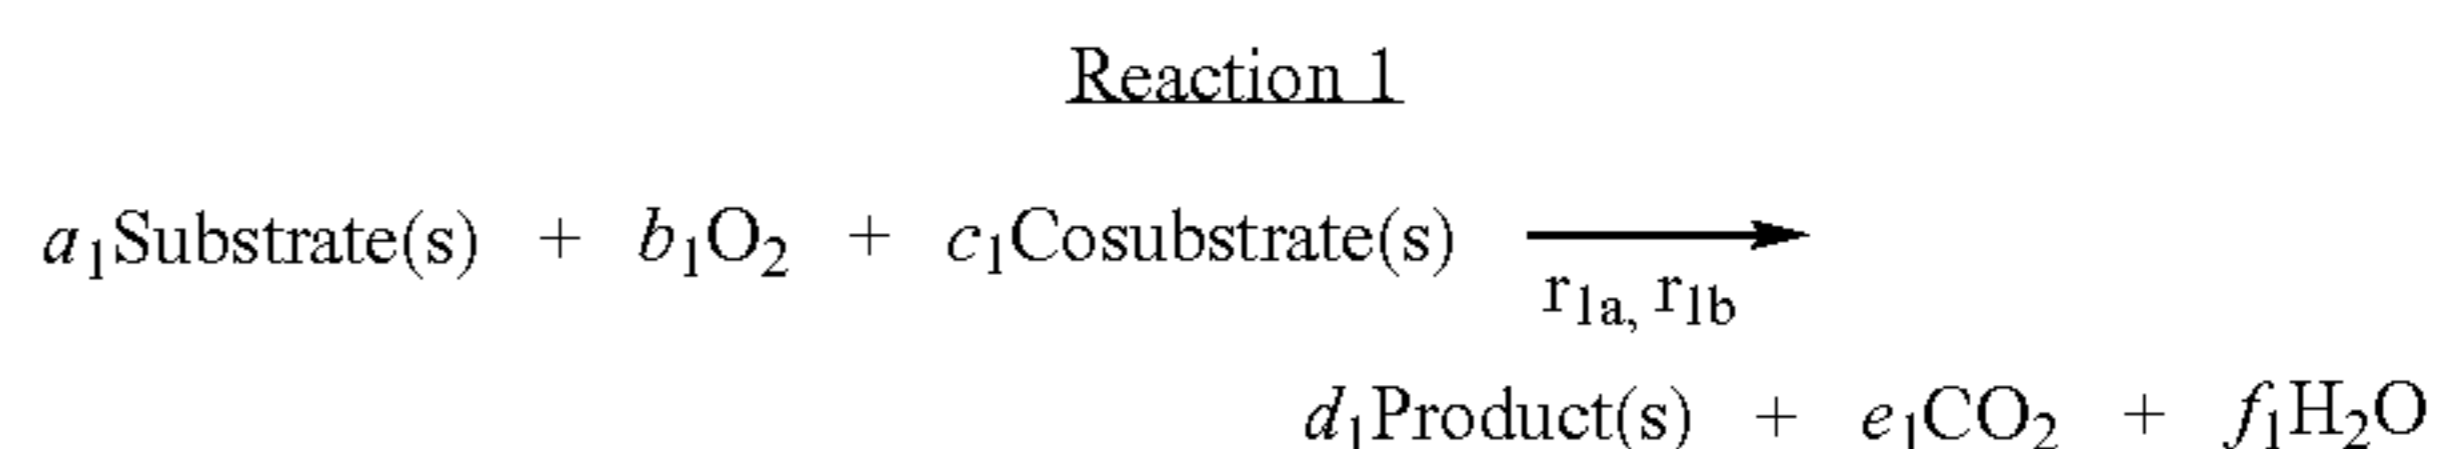 Reaction 1
a₁Substrate(s) + b₁O₂ + c₁Cosubstrate(s) ⟶
r₁ₐ, r₁b
d₁Product(s) + e₁CO₂ + f₁H₂O